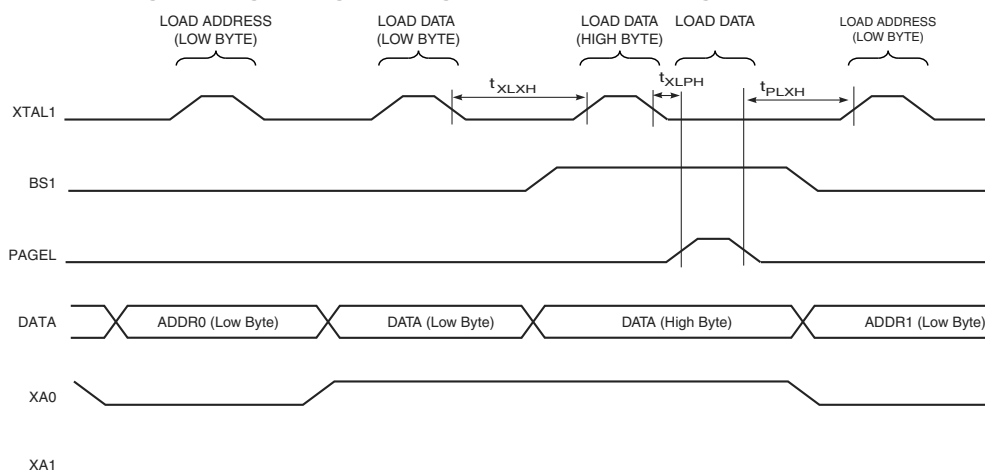 LOAD ADDRESS
(LOW BYTE)
LOAD DATA
(LOW BYTE)
LOAD DATA
(HIGH BYTE)
LOAD DATA
LOAD ADDRESS
(LOW BYTE)
tXLXH
tXLPH
tPLXH
XTAL1
BS1
PAGEL
DATA
ADDR0 (Low Byte)
DATA (Low Byte)
DATA (High Byte)
ADDR1 (Low Byte)
XA0
XA1